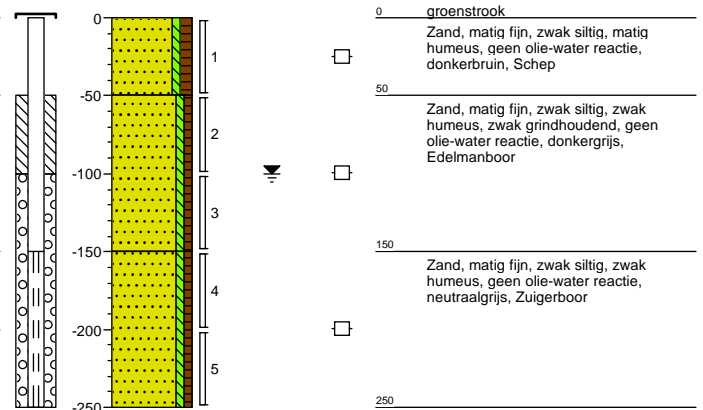 0
-50
-100
-150
-200
-250
1
2
3
4
5
0 groenstrook
Zand, matig fijn, zwak siltig, matig
humeus, geen olie-water reactie,
donkerbruin, Schep
50
Zand, matig fijn, zwak siltig, zwak
humeus, zwak grindhoudend, geen
olie-water reactie, donkergrijs,
Edelmanboor
150
Zand, matig fijn, zwak siltig, zwak
humeus, geen olie-water reactie,
neutraalgrijs, Zuigerboor
250